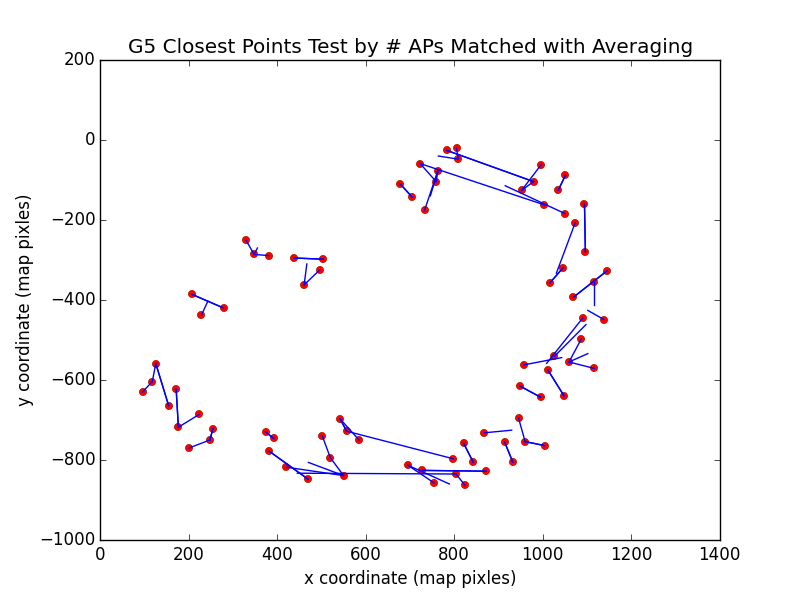 G5 Closest Points Test by # APs Matched with Averaging
200
0
−200
−400
−600
−800
−1000
y coordinate (map pixles)
0 200 400 600 800 1000 1200 1400
x coordinate (map pixles)